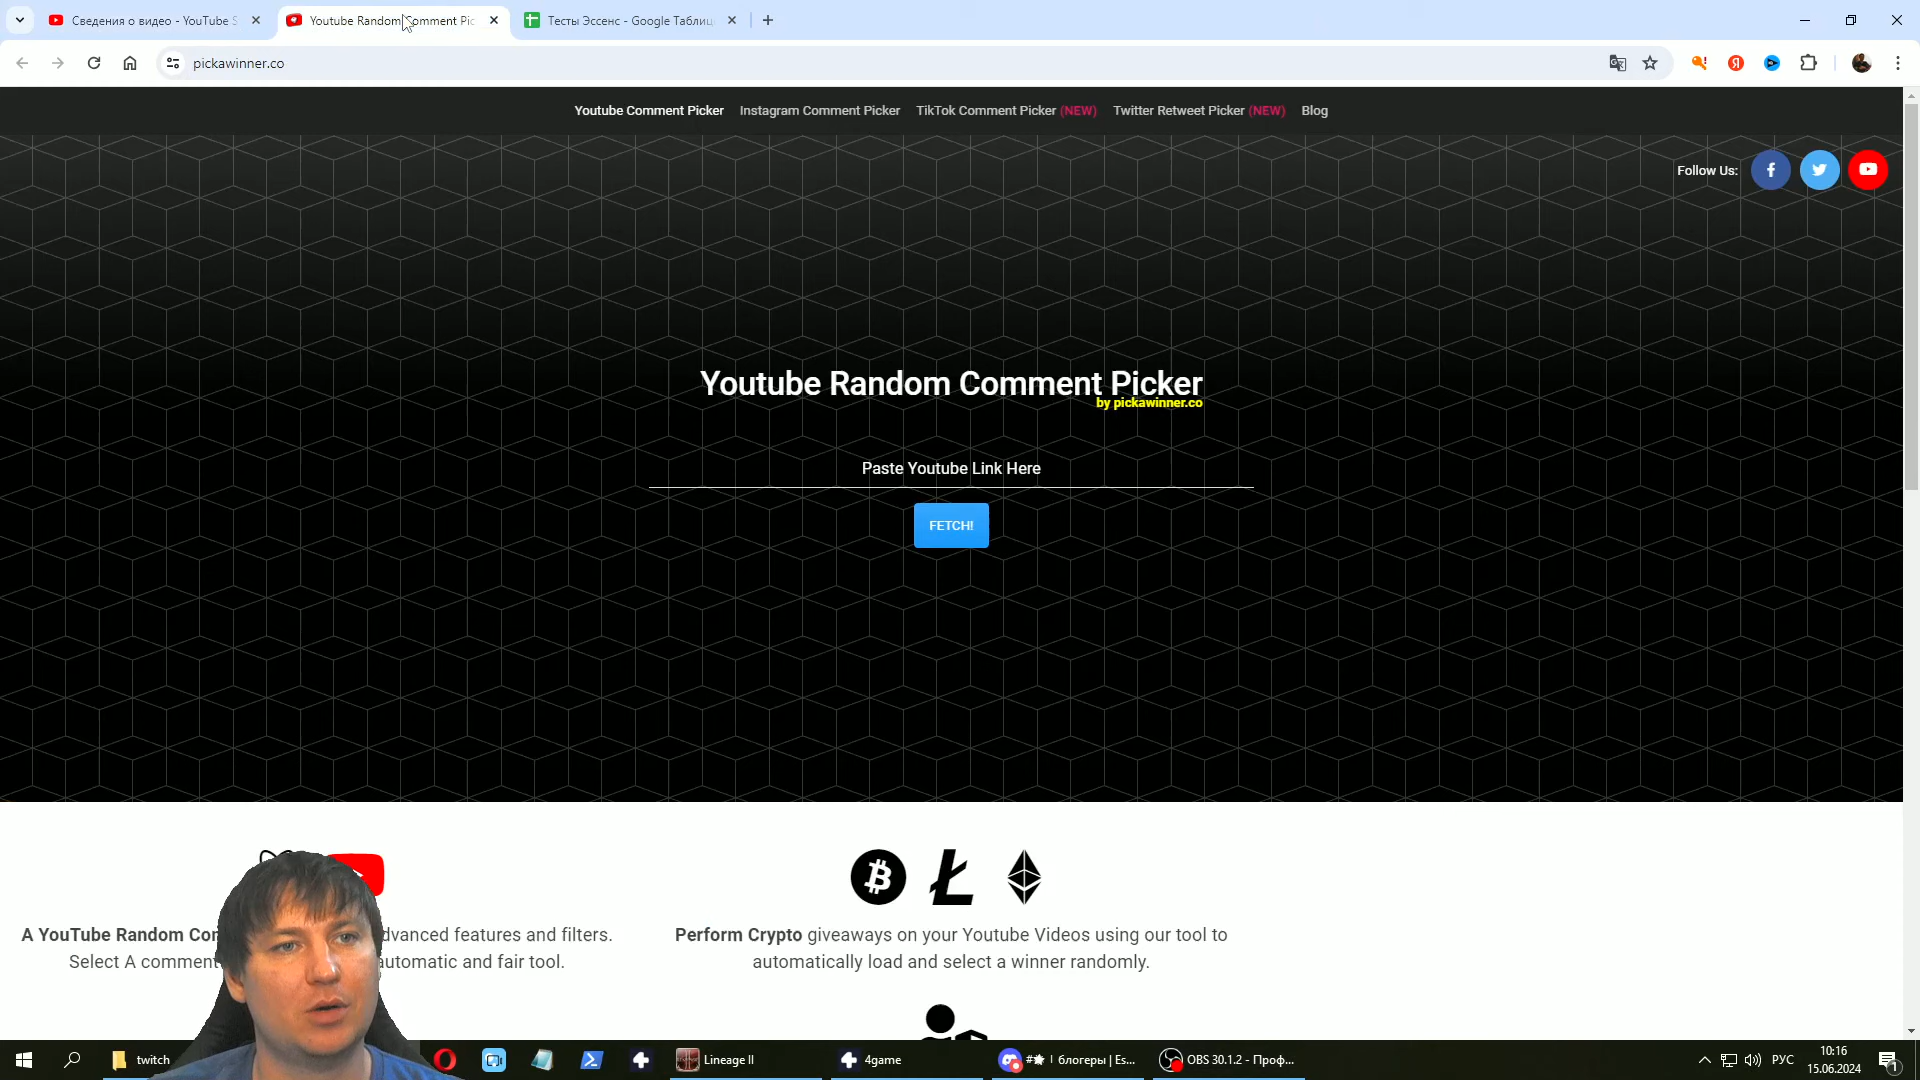 Сведения о видео - YouTube S
Youtube Random Comment Pic
Тесты Эссенс - Google Таблиц
pickawinner.co
Youtube Comment Picker
Instagram Comment Picker
TikTok Comment Picker (NEW)
Twitter Retweet Picker (NEW)
Blog
Follow Us:
Youtube Random Comment Picker
by pickawinner.co
Paste Youtube Link Here
FETCH!
A YouTube Random Com
dvanced features and filters.
Select A comment
automatic and fair tool.
Perform Crypto giveaways on your Youtube Videos using our tool to
automatically load and select a winner randomly.
twitch
Lineage II
4game
блогеры | Es...
OBS 30.1.2 - Проф...
РУС
10:16
15.06.2024
1